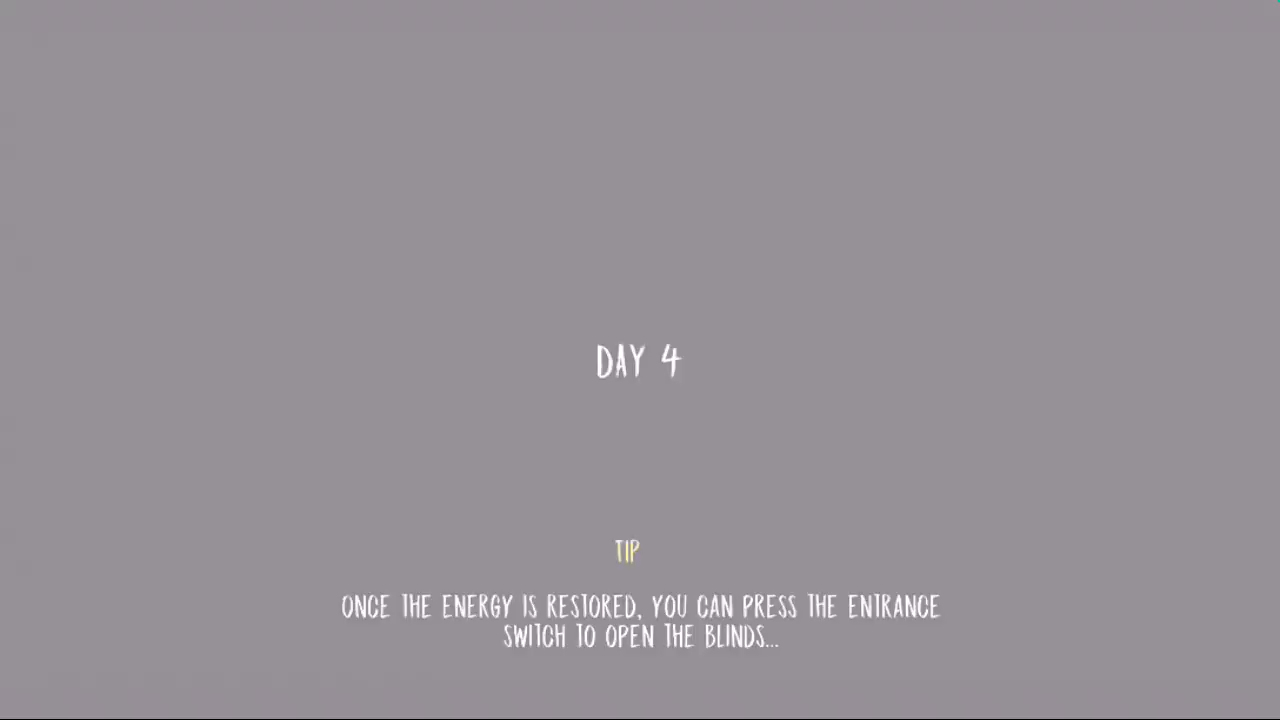 DAY 4
TIP
ONCE THE ENERGY IS RESTORED, YOU CAN PRESS THE ENTRANCE
SWITCH TO OPEN THE BLINDS...